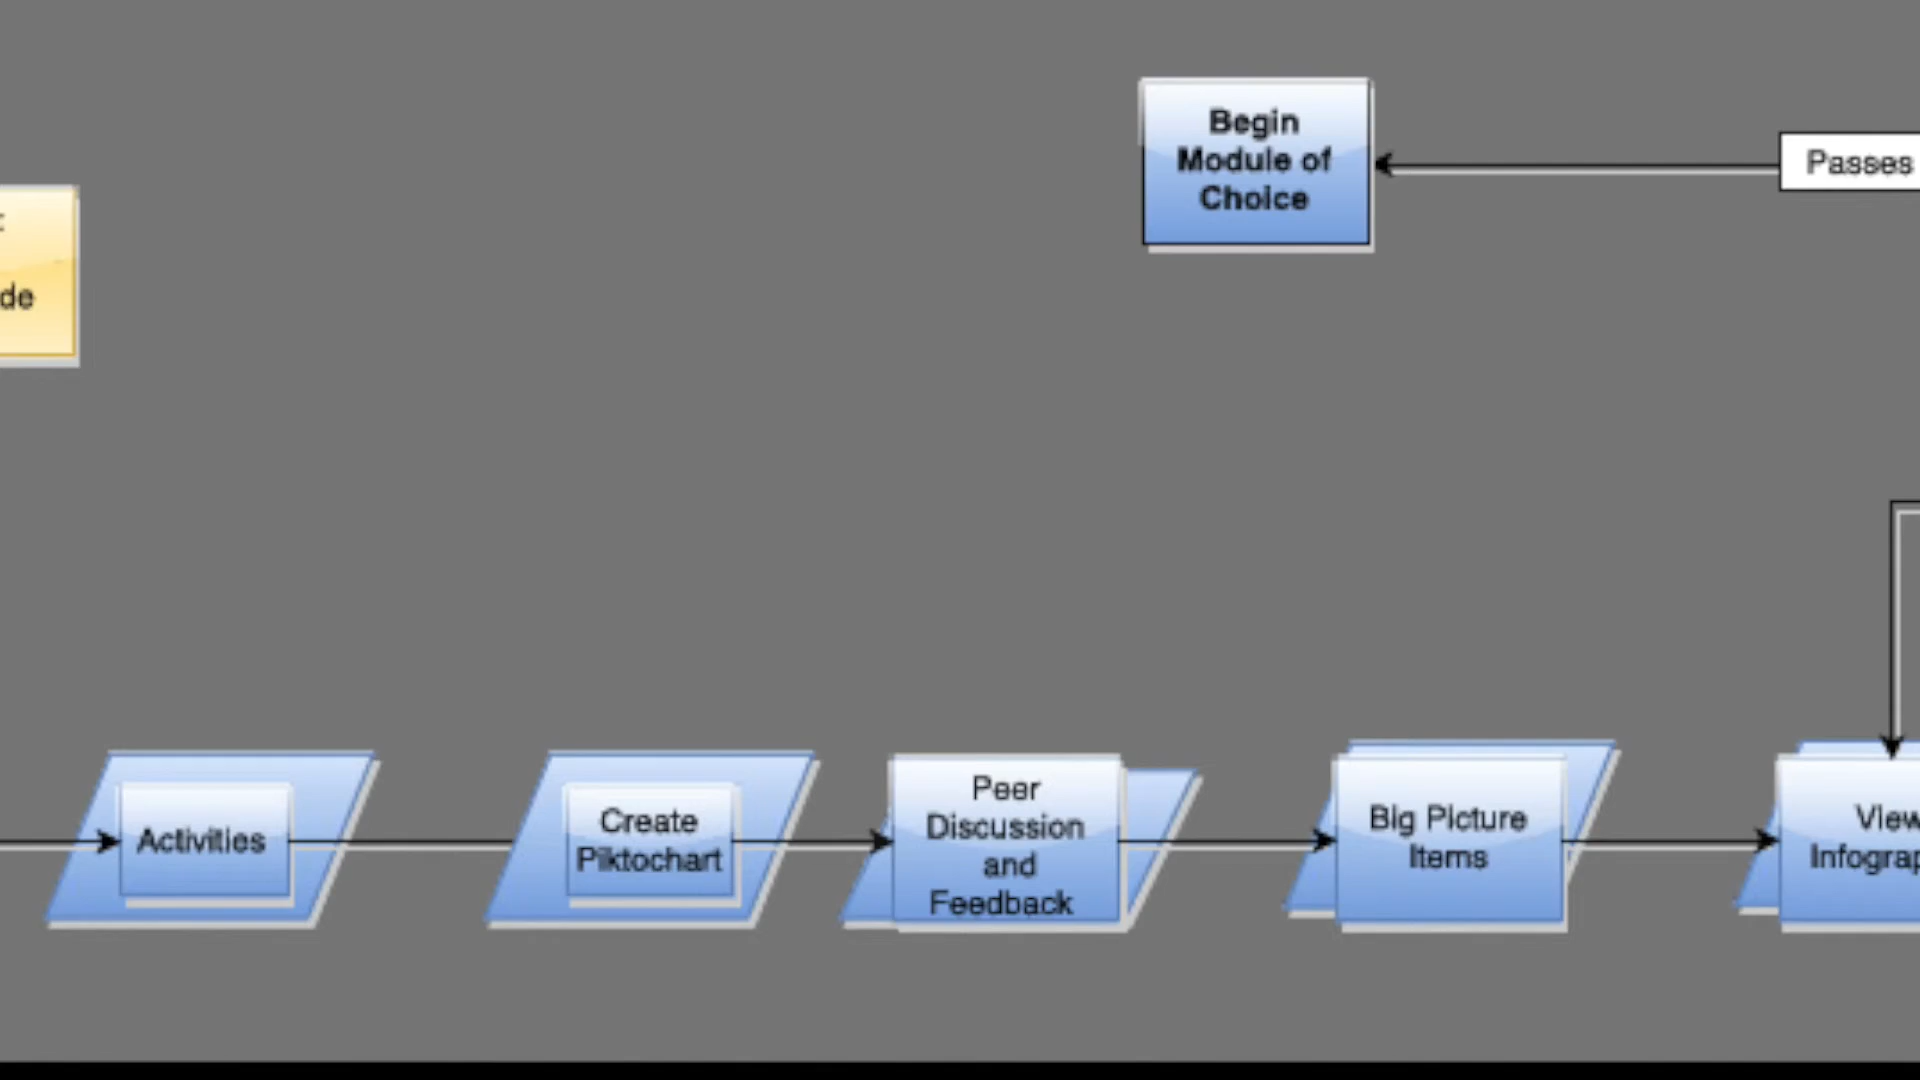 Begin
Module of
Choice
Passes
de
Activities
Create
Piktochart
Peer
Discussion
and
Feedback
Big Picture
Items
View
Infograp